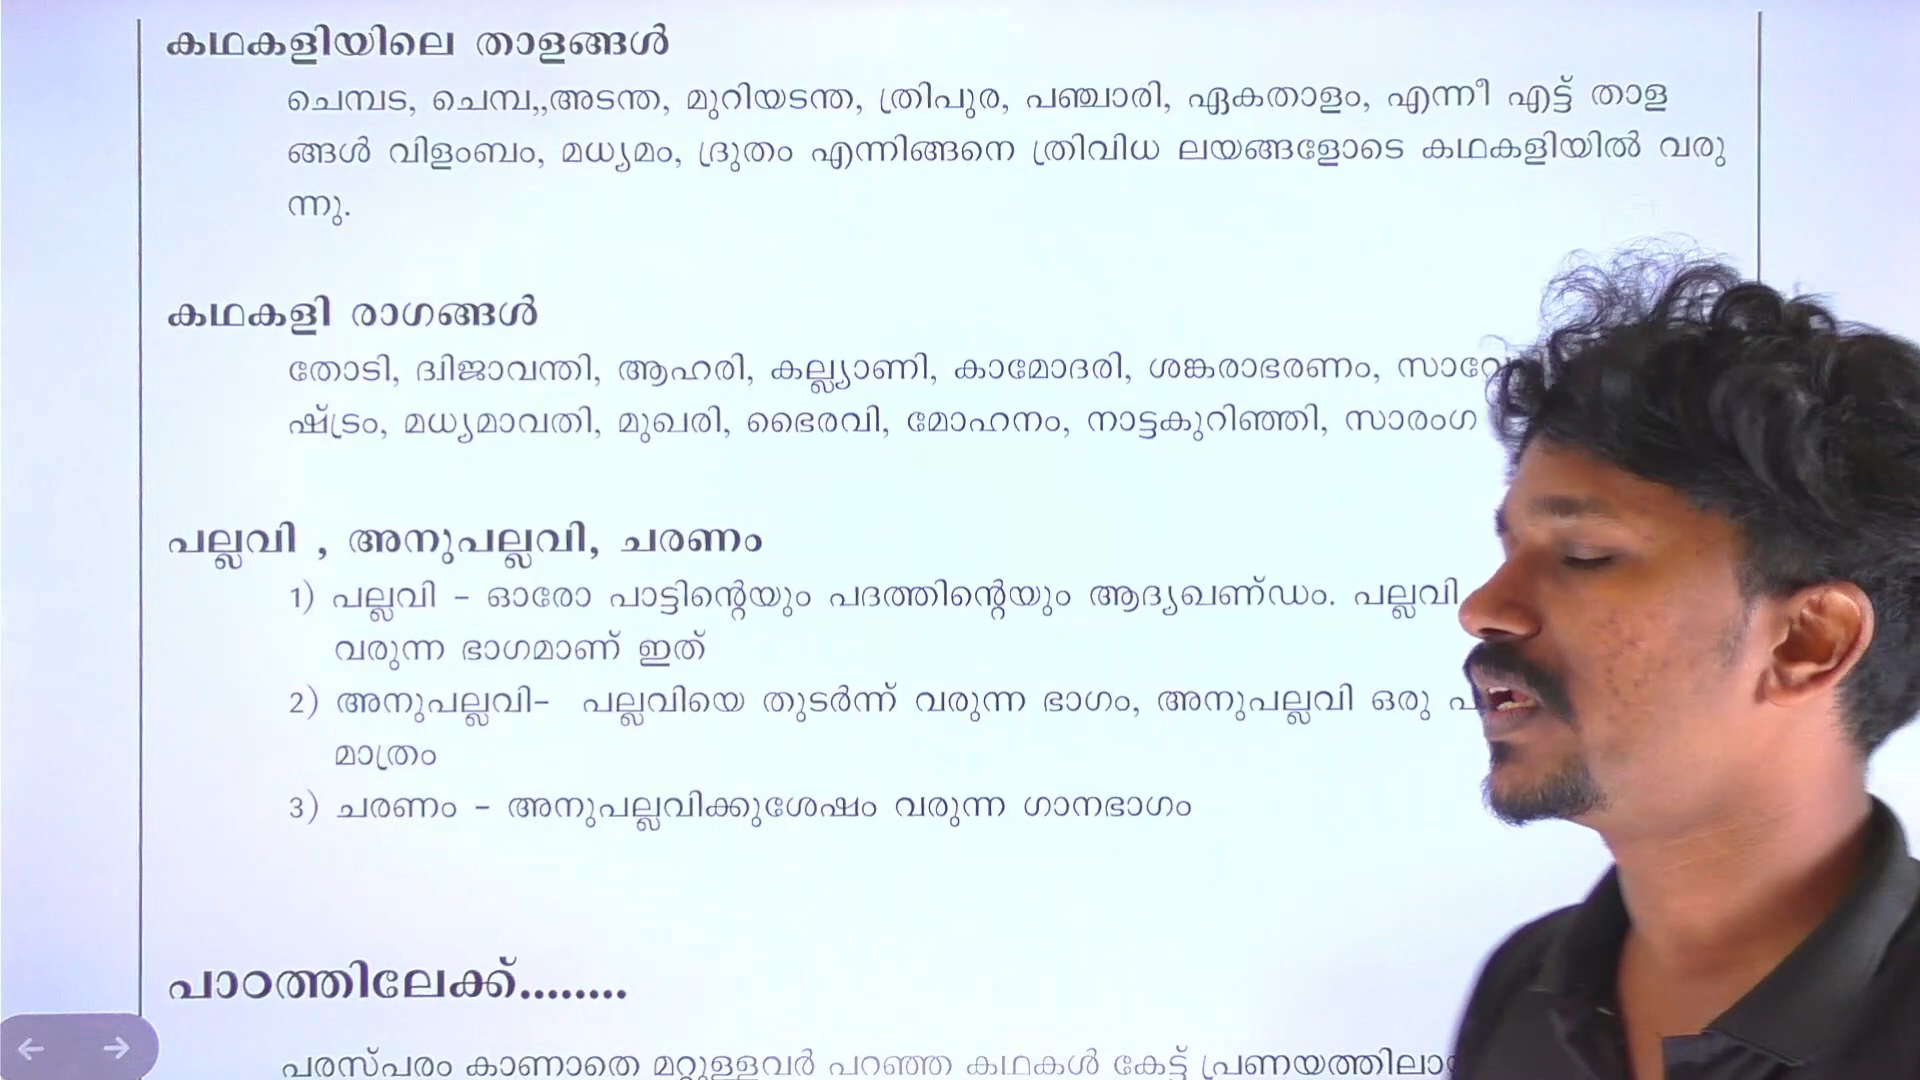 കഥകളിയിലെ താളങ്ങൾ
ചെമ്പട, ചെമ്പ,,അടന്ത, മുറിയടന്ത, ത്രിപുര, പഞ്ചാരി, ഏകതാളം, എന്നീ എട്ട് താള
ങ്ങൾ വിളംബം, മധ്യമം, ദ്രുതം എന്നിങ്ങനെ ത്രിവിധ ലയങ്ങളോടെ കഥകളിയിൽ വരു
ന്നു.
കഥകളി രാഗങ്ങൾ
തോടി, ദ്വിജാവന്തി, ആഹരി, കല്ല്യാണി, കാമോദരി, ശങ്കരാഭരണം,
ഷ്ട്രം, മധ്യമാവതി, മുഖരി, ഭൈരവി, മോഹനം, നാട്ടകുറിഞ്ഞി, സാരംഗ
പല്ലവി , അനുപല്ലവി, ചരണം
1) പല്ലവി - ഓരോ പാട്ടിന്റെയും പദത്തിന്റെയും ആദ്യഖണ്ഡം. പല്ലവി
വരുന്ന ഭാഗമാണ് ഇത്
2) അനുപല്ലവി- പല്ലവിയെ തുടർന്ന് വരുന്ന ഭാഗം, അനുപല്ലവി ഒരു
മാത്രം
3) ചരണം - അനുപല്ലവിക്കുശേഷം വരുന്ന ഗാനഭാഗം
പാഠത്തിലേക്ക്........
പരസ്പരം കാണാതെ മറ്റുള്ളവർ പറഞ്ഞ കഥകൾ കേട്ട്